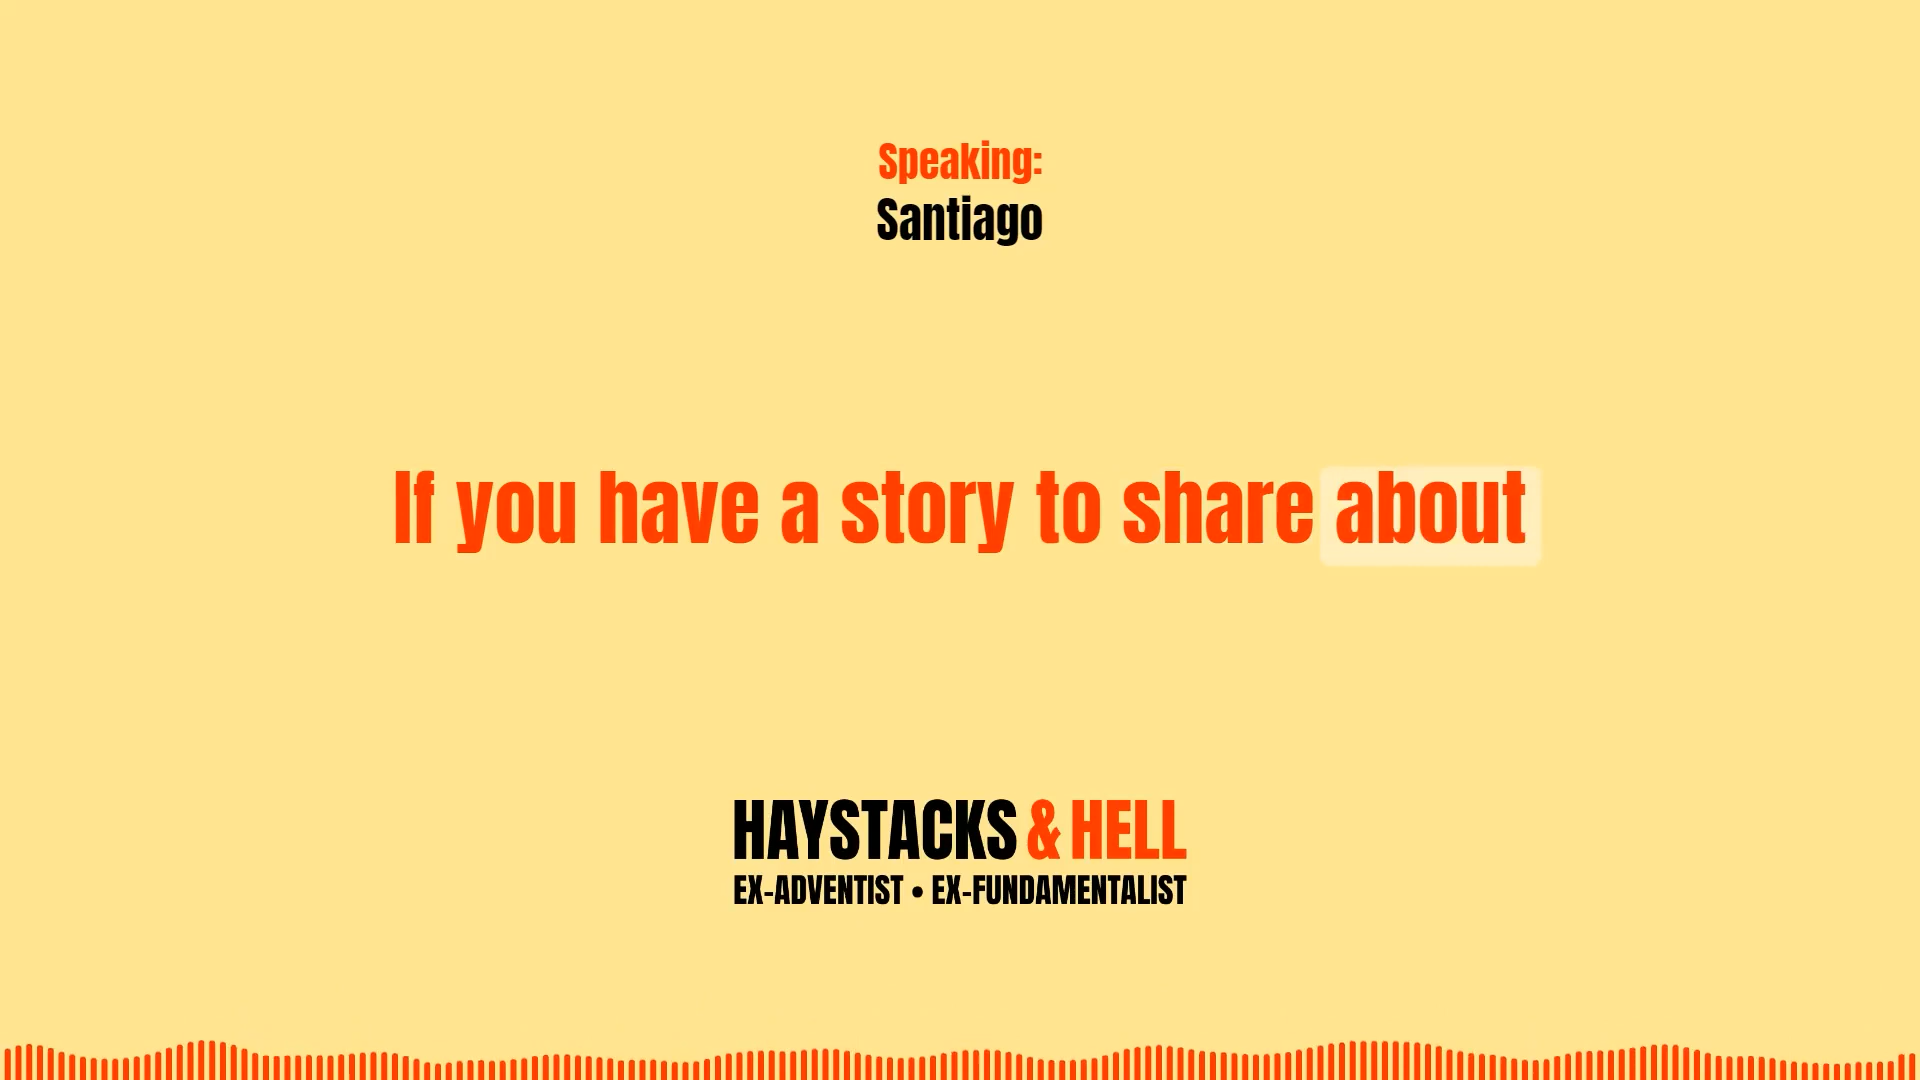 Speaking:
Santiago
If you have a story to share about
HAYSTACKS & HELL
EX-ADVENTIST • EX-FUNDAMENTALIST